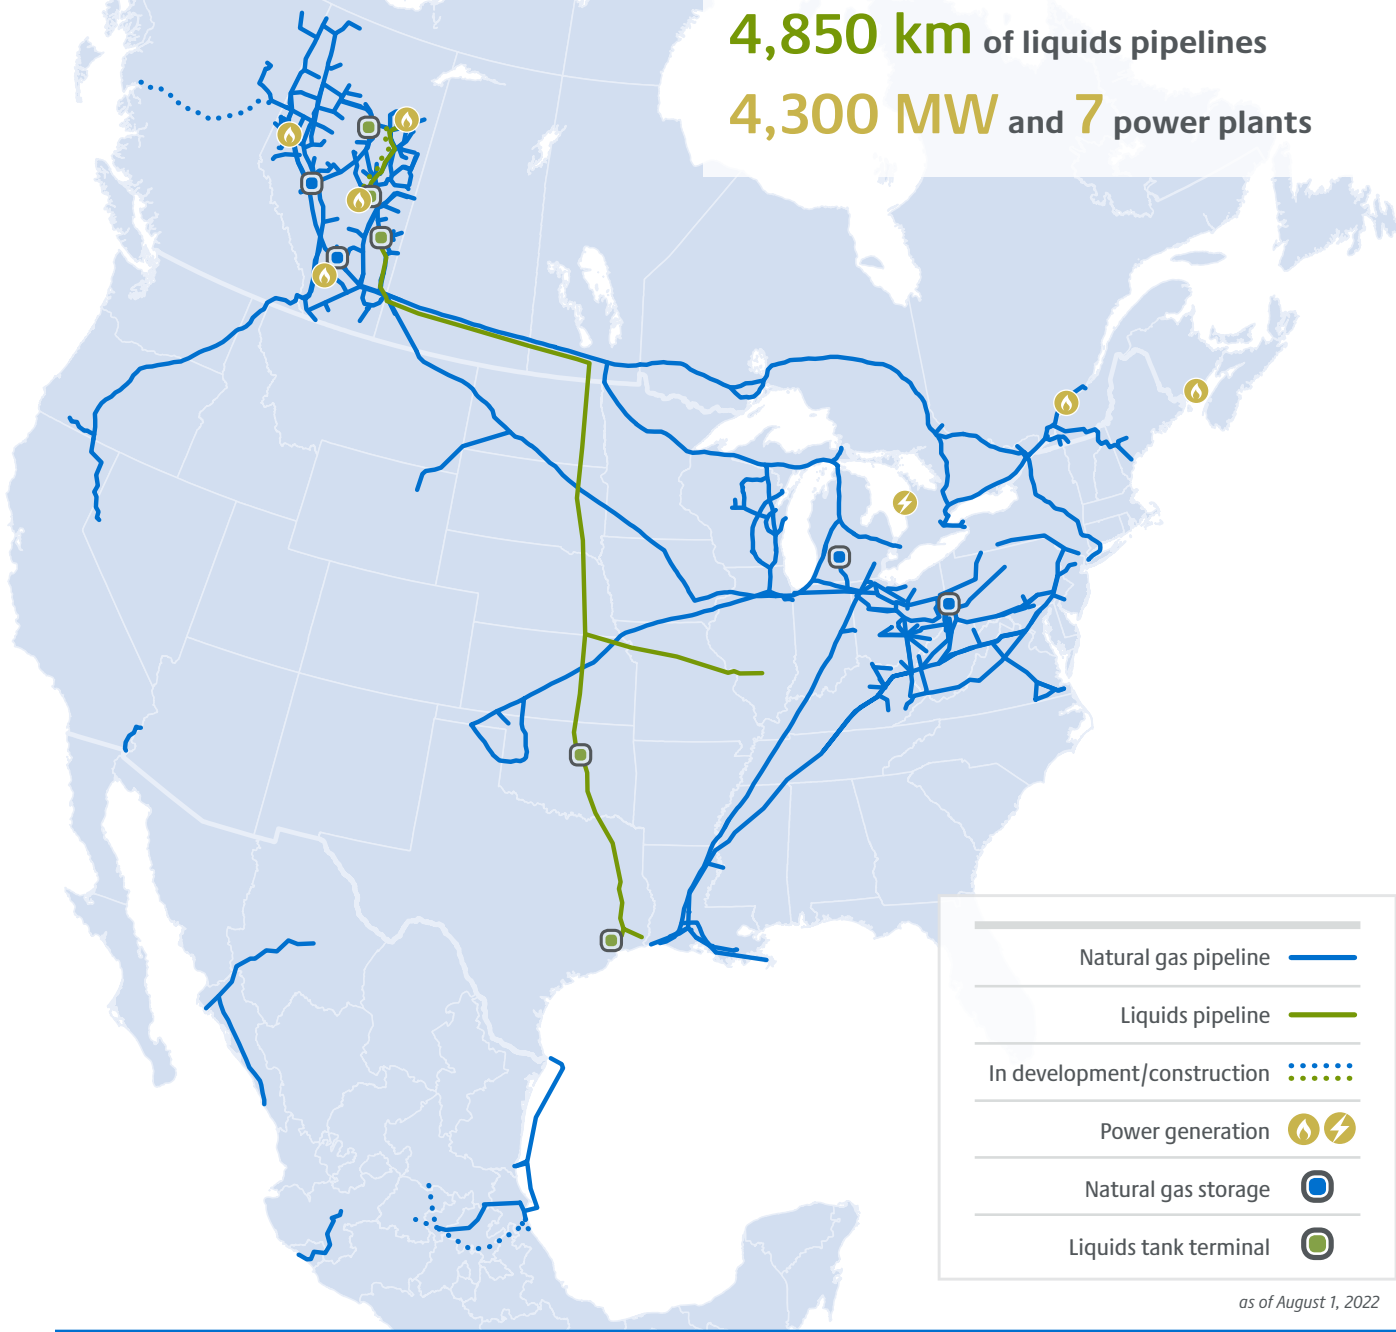 4,850 km of liquids pipelines
4,300 MW and 7 power plants
Natural gas pipeline
Liquids pipeline
In development/construction
Power generation
Natural gas storage
Liquids tank terminal
as of August 1, 2022